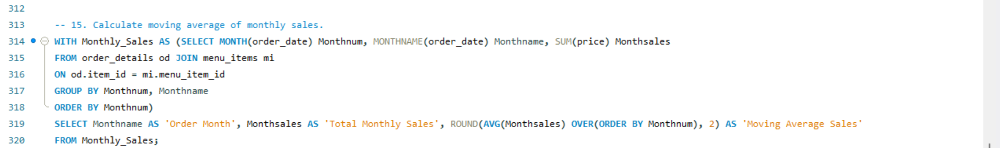 312
313 -- 15. Calculate moving average of monthly sales.
314 WITH Monthly_Sales AS (SELECT MONTH(order_date) Monthnum, MONTHNAME(order_date) Monthname, SUM(price) Monthsales
315 FROM order_details od JOIN menu_items mi
316 ON od.item_id = mi.menu_item_id
317 GROUP BY Monthnum, Monthname
318 ORDER BY Monthnum)
319 SELECT Monthname AS 'Order Month', Monthsales AS 'Total Monthly Sales', ROUND(AVG(Monthsales) OVER(ORDER BY Monthnum), 2) AS 'Moving Average Sales'
320 FROM Monthly_Sales;